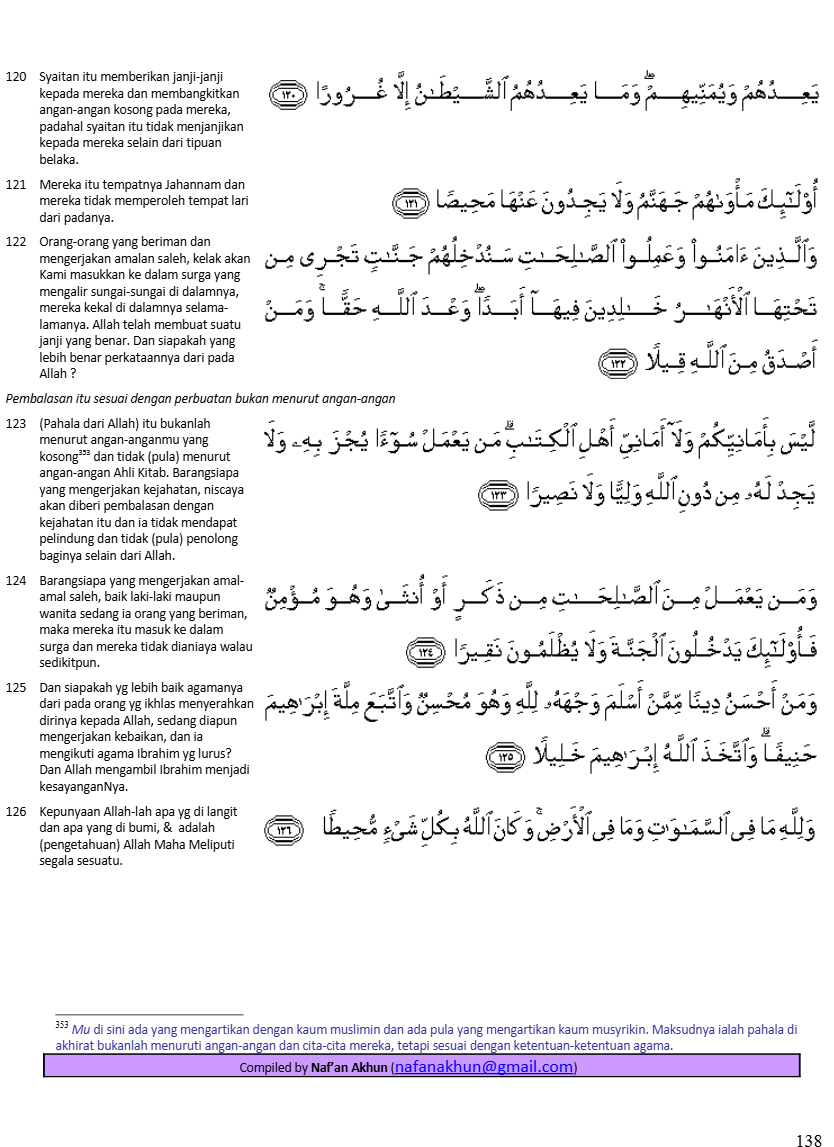 120 Syaitan itu memberikan janji-janji
kepada mereka dan membangkitkan
angan-angan kosong pada mereka,
padahal syaitan itu tidak menjanjikan
kepada mereka selain dari tipuan
belaka.
يَعِدُهُمْ وَيُمَنِّيهِمْ ۖ وَمَا يَعِدُهُمُ ٱلشَّيْطَـٰنُ إِلَّا غُرُورًا ﴿١٢٠﴾
121 Mereka itu tempatnya Jahannam dan
mereka tidak memperoleh tempat lari
dari padanya.
أُو۟لَـٰٓئِكَ مَأْوَىٰهُمْ جَهَنَّمُ وَلَا يَجِدُونَ عَنْهَا مَحِيصًا ﴿١٢١﴾
122 Orang-orang yang beriman dan
mengerjakan amalan saleh, kelak akan
Kami masukkan ke dalam surga yang
mengalir sungai-sungai di dalamnya,
mereka kekal di dalamnya selama-
lamanya. Allah telah membuat suatu
janji yang benar. Dan siapakah yang
lebih benar perkataannya dari pada
Allah ?
وَٱلَّذِينَ ءَامَنُوا۟ وَعَمِلُوا۟ ٱلصَّـٰلِحَـٰتِ سَنُدْخِلُهُمْ جَنَّـٰتٍ تَجْرِى مِن
تَحْتِهَا ٱلْأَنْهَـٰرُ خَـٰلِدِينَ فِيهَآ أَبَدًا ۖ وَعْدَ ٱللَّهِ حَقًّا ۚ وَمَنْ
أَصْدَقُ مِنَ ٱللَّهِ قِيلًا ﴿١٢٢﴾
Pembalasan itu sesuai dengan perbuatan bukan menurut angan-angan
123 (Pahala dari Allah) itu bukanlah
menurut angan-anganmu yang
kosong353 dan tidak (pula) menurut
angan-angan Ahli Kitab. Barangsiapa
yang mengerjakan kejahatan, niscaya
akan diberi pembalasan dengan
kejahatan itu dan ia tidak mendapat
pelindung dan tidak (pula) penolong
baginya selain dari Allah.
لَّيْسَ بِأَمَانِيِّكُمْ وَلَآ أَمَانِىِّ أَهْلِ ٱلْكِتَـٰبِ ۗ مَن يَعْمَلْ سُوٓءًا يُجْزَ بِهِۦ وَلَا
يَجِدْ لَهُۥ مِن دُونِ ٱللَّهِ وَلِيًّا وَلَا نَصِيرًا ﴿١٢٣﴾
124 Barangsiapa yang mengerjakan amal-
amal saleh, baik laki-laki maupun
wanita sedang ia orang yang beriman,
maka mereka itu masuk ke dalam
surga dan mereka tidak dianiaya walau
sedikitpun.
وَمَن يَعْمَلْ مِنَ ٱلصَّـٰلِحَـٰتِ مِن ذَكَرٍ أَوْ أُنثَىٰ وَهُوَ مُؤْمِنٌ
فَأُو۟لَـٰٓئِكَ يَدْخُلُونَ ٱلْجَنَّةَ وَلَا يُظْلَمُونَ نَقِيرًا ﴿١٢٤﴾
125 Dan siapakah yg lebih baik agamanya
dari pada orang yg ikhlas menyerahkan
dirinya kepada Allah, sedang diapun
mengerjakan kebaikan, dan ia
mengikuti agama Ibrahim yg lurus?
Dan Allah mengambil Ibrahim menjadi
kesayanganNya.
وَمَنْ أَحْسَنُ دِينًا مِّمَّنْ أَسْلَمَ وَجْهَهُۥ لِلَّهِ وَهُوَ مُحْسِنٌ وَٱتَّبَعَ مِلَّةَ إِبْرَٰهِيمَ
حَنِيفًا ۗ وَٱتَّخَذَ ٱللَّهُ إِبْرَٰهِيمَ خَلِيلًا ﴿١٢٥﴾
126 Kepunyaan Allah-lah apa yg di langit
dan apa yang di bumi, & adalah
(pengetahuan) Allah Maha Meliputi
segala sesuatu.
وَلِلَّهِ مَا فِى ٱلسَّمَـٰوَٰتِ وَمَا فِى ٱلْأَرْضِ ۚ وَكَانَ ٱللَّهُ بِكُلِّ شَىْءٍ مُّحِيطًا ﴿١٢٦﴾
353 Mu di sini ada yang mengartikan dengan kaum muslimin dan ada pula yang mengartikan kaum musyrikin. Maksudnya ialah pahala di
akhirat bukanlah menuruti angan-angan dan cita-cita mereka, tetapi sesuai dengan ketentuan-ketentuan agama.
Compiled by Naf’an Akhun (nafanakhun@gmail.com)
138